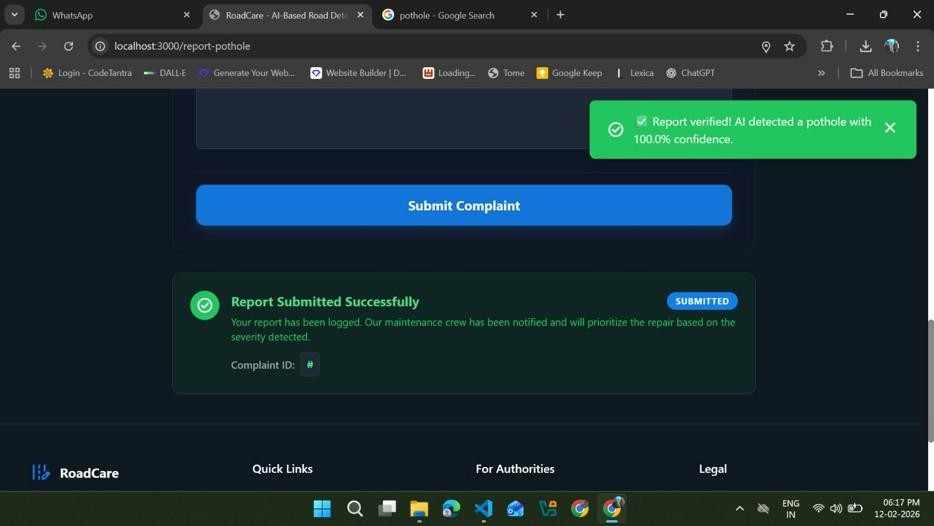 WhatsApp
RoadCare - AI-Based Road Dete
pothole - Google Search
localhost:3000/report-pothole
Login - CodeTantra
DALL-E
Generate Your Web...
Website Builder | D...
Loading...
Tome
Google Keep
Lexica
ChatGPT
»
All Bookmarks
✅ Report verified! AI detected a pothole with
100.0% confidence.
Submit Complaint
Report Submitted Successfully
SUBMITTED
Your report has been logged. Our maintenance crew has been notified and will prioritize the repair based on the
severity detected.
Complaint ID: #
RoadCare
Quick Links
For Authorities
Legal
ENG
IN
06:17 PM
12-02-2026